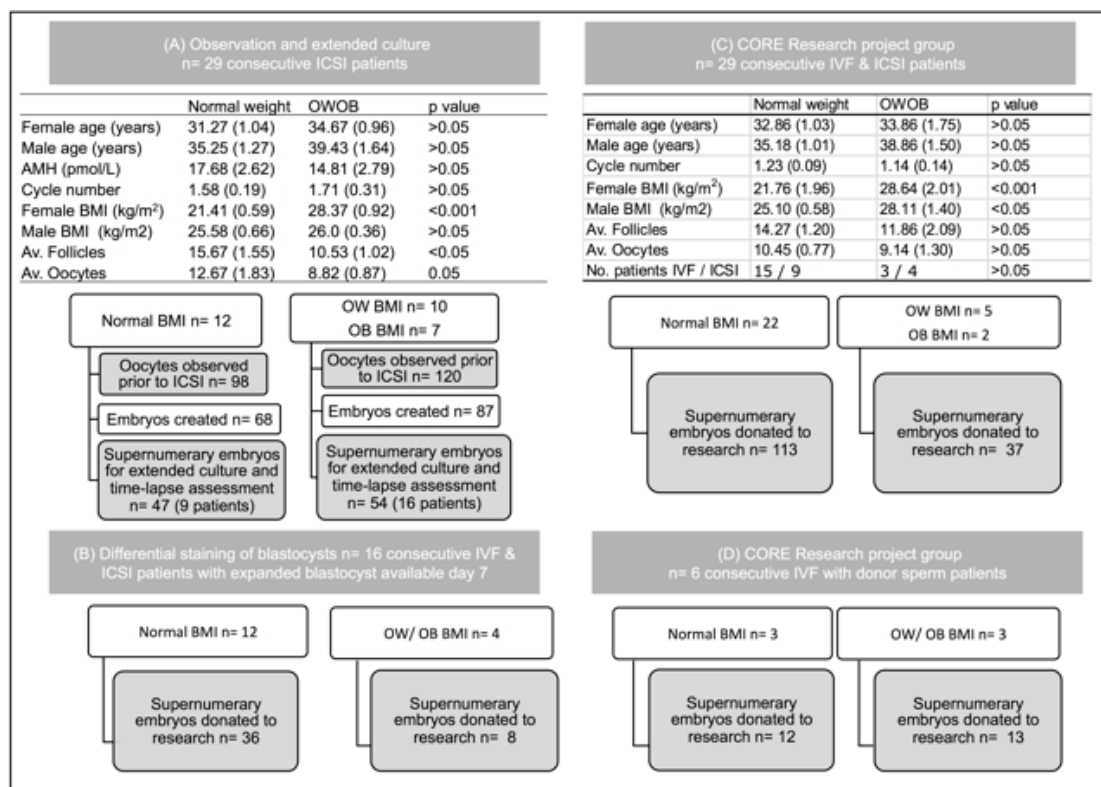 (A) Observation and extended culture
n= 29 consecutive ICSI patients
Normal weight OWOB p value
Female age (years) 31.27 (1.04) 34.67 (0.96) >0.05
Male age (years) 35.25 (1.27) 39.43 (1.64) >0.05
AMH (pmol/L) 17.68 (2.62) 14.81 (2.79) >0.05
Cycle number 1.58 (0.19) 1.71 (0.31) >0.05
Female BMI (kg/m²) 21.41 (0.59) 28.37 (0.92) <0.001
Male BMI (kg/m2) 25.58 (0.66) 26.0 (0.36) >0.05
Av. Follicles 15.67 (1.55) 10.53 (1.02) <0.05
Av. Oocytes 12.67 (1.83) 8.82 (0.87) 0.05
Normal BMI n= 12
Oocytes observed
prior to ICSI n= 98
Embryos created n= 68
Supernumerary embryos
for extended culture and
time-lapse assessment
n= 47 (9 patients)
OW BMI n= 10
OB BMI n= 7
Oocytes observed prior
to ICSI n= 120
Embryos created n= 87
Supernumerary embryos
for extended culture and
time-lapse assessment
n= 54 (16 patients)
(B) Differential staining of blastocysts n= 16 consecutive IVF &
ICSI patients with expanded blastocyst available day 7
Normal BMI n= 12
Supernumerary
embryos donated to
research n= 36
OW/ OB BMI n= 4
Supernumerary
embryos donated to
research n= 8
(C) CORE Research project group
n= 29 consecutive IVF & ICSI patients
Normal weight OWOB p value
Female age (years) 32.86 (1.03) 33.86 (1.75) >0.05
Male age (years) 35.18 (1.01) 38.86 (1.50) >0.05
Cycle number 1.23 (0.09) 1.14 (0.14) >0.05
Female BMI (kg/m²) 21.76 (1.96) 28.64 (2.01) <0.001
Male BMI (kg/m2) 25.10 (0.58) 28.11 (1.40) <0.05
Av. Follicles 14.27 (1.20) 11.86 (2.09) >0.05
Av. Oocytes 10.45 (0.77) 9.14 (1.30) >0.05
No. patients IVF / ICSI 15 / 9 3 / 4 >0.05
Normal BMI n= 22
Supernumerary
embryos donated to
research n= 113
OW BMI n= 5
OB BMI n= 2
Supernumerary
embryos donated to
research n= 37
(D) CORE Research project group
n= 6 consecutive IVF with donor sperm patients
Normal BMI n= 3
Supernumerary
embryos donated to
research n= 12
OW/ OB BMI n= 3
Supernumerary
embryos donated to
research n= 13